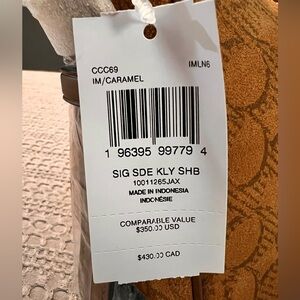 CCC69 IMLN6
IM/CARAMEL
1 96395 99779 4
SIG SDE KLY SHB
10011265JAX
MADE IN INDONESIA
INDONÉSIE
COMPARABLE VALUE
$350.00 USD
$430.00 CAD